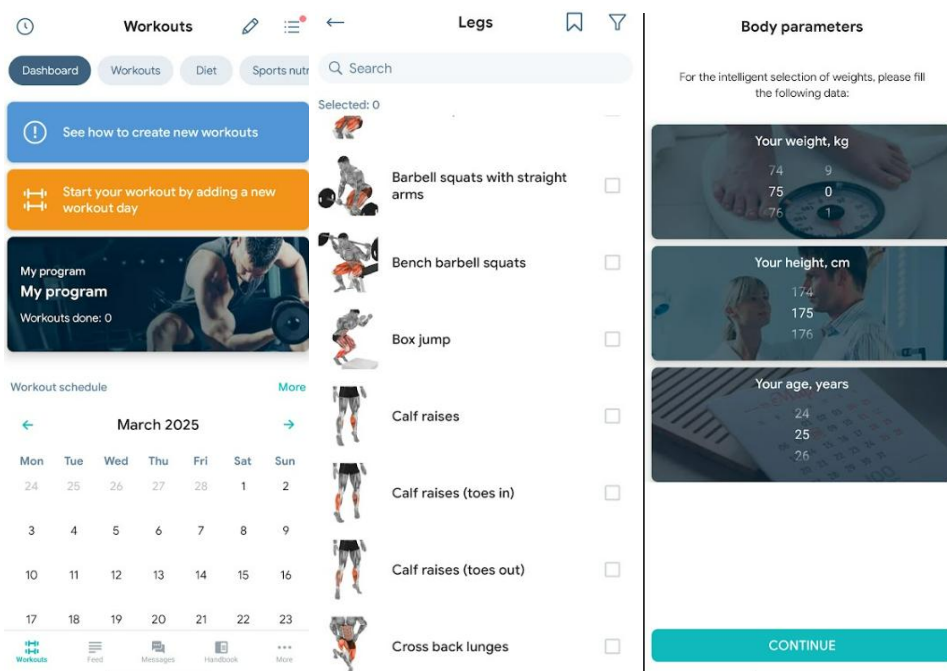 Workouts
Dashboard
Workouts
Diet
Sports nutr
See how to create new workouts
Start your workout by adding a new
workout day
My program
My program
Workouts done: 0
Workout schedule
More
March 2025
Mon Tue Wed Thu Fri Sat Sun
24 25 26 27 28 1 2
3 4 5 6 7 8 9
10 11 12 13 14 15 16
17 18 19 20 21 22 23
Workouts
Feed
Messages
Handbook
More
Legs
Search
Selected: 0
Barbell squats with straight
arms
Bench barbell squats
Box jump
Calf raises
Calf raises (toes in)
Calf raises (toes out)
Cross back lunges
Body parameters
For the intelligent selection of weights, please fill
the following data:
Your weight, kg
74 9
75 0
76 1
Your height, cm
174
175
176
Your age, years
24
25
26
CONTINUE